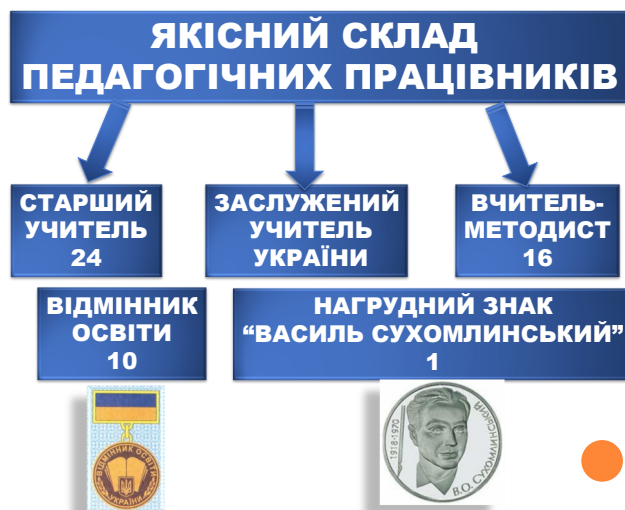 ЯКІСНИЙ СКЛАД
ПЕДАГОГІЧНИХ ПРАЦІВНИКІВ
СТАРШИЙ
УЧИТЕЛЬ
24
ЗАСЛУЖЕНИЙ
УЧИТЕЛЬ
УКРАЇНИ
ВЧИТЕЛЬ-
МЕТОДИСТ
16
ВІДМІННИК
ОСВІТИ
10
НАГРУДНИЙ ЗНАК
“ВАСИЛЬ СУХОМЛИНСЬКИЙ”
1
ВІДМІННИК ОСВІТИ
УКРАЇНИ
1918-1970
В.О. СУХОМЛИНСЬКИЙ